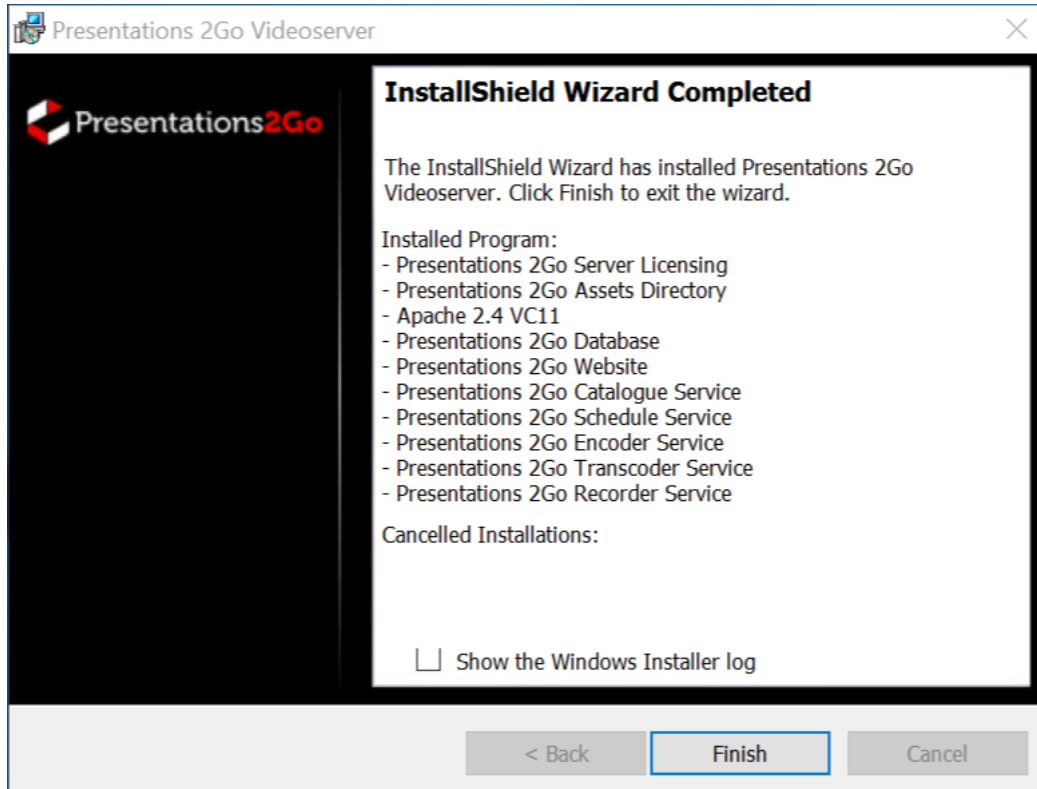 Presentations 2Go Videoserver
Presentations2Go
InstallShield Wizard Completed
The InstallShield Wizard has installed Presentations 2Go
Videoserver. Click Finish to exit the wizard.
Installed Program:
- Presentations 2Go Server Licensing
- Presentations 2Go Assets Directory
- Apache 2.4 VC11
- Presentations 2Go Database
- Presentations 2Go Website
- Presentations 2Go Catalogue Service
- Presentations 2Go Schedule Service
- Presentations 2Go Encoder Service
- Presentations 2Go Transcoder Service
- Presentations 2Go Recorder Service
Cancelled Installations:
Show the Windows Installer log
< Back Finish Cancel